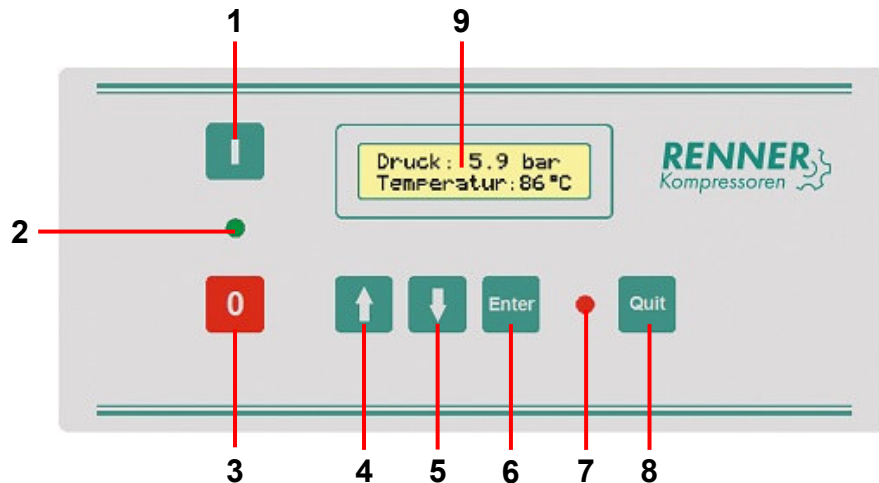 1
9
I
Druck: 5.9 bar
Temperatur:86°C
RENNER
Kompressoren
2
0
Enter
Quit
3
4
5
6
7
8